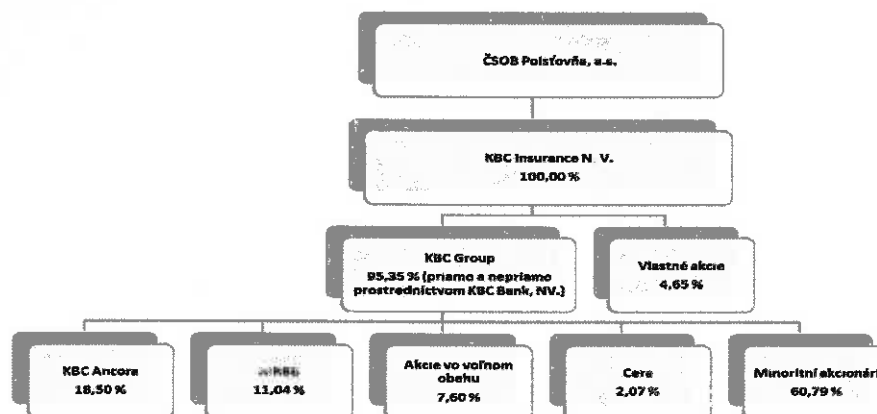 ČSOB Poisťovňa, a.s.
KBC Insurance N. V.
100,00 %
KBC Group
95,35 % (priamo a nepriamo
prostredníctvom KBC Bank, NV.)
Vlastné akcie
4,65 %
KBC Ancora
18,50 %
11,04 %
Akcie vo voľnom
obehu
7,60 %
Cera
2,07 %
Minoritní akcionári
60,79 %